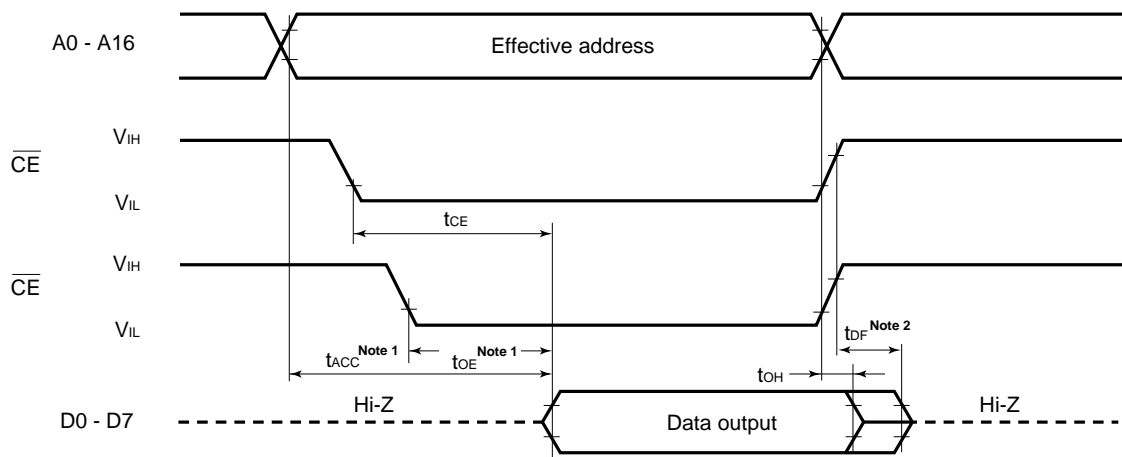 A0 - A16
Effective address
VIH
CE
VIL
tCE
VIH
CE
VIL
tACC Note 1
tOE Note 1
tDF Note 2
tOH
D0 - D7
Hi-Z
Data output
Hi-Z